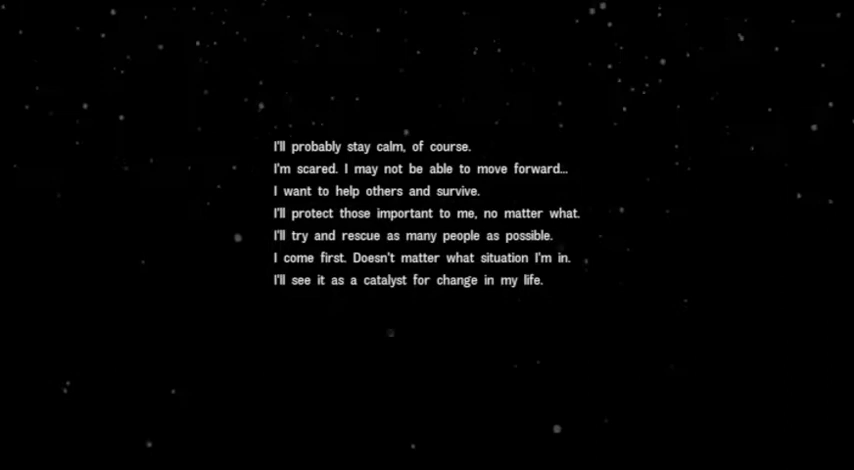 I'll probably stay calm, of course.
I'm scared. I may not be able to move forward...
I want to help others and survive.
I'll protect those important to me, no matter what.
I'll try and rescue as many people as possible.
I come first. Doesn't matter what situation I'm in.
I'll see it as a catalyst for change in my life.